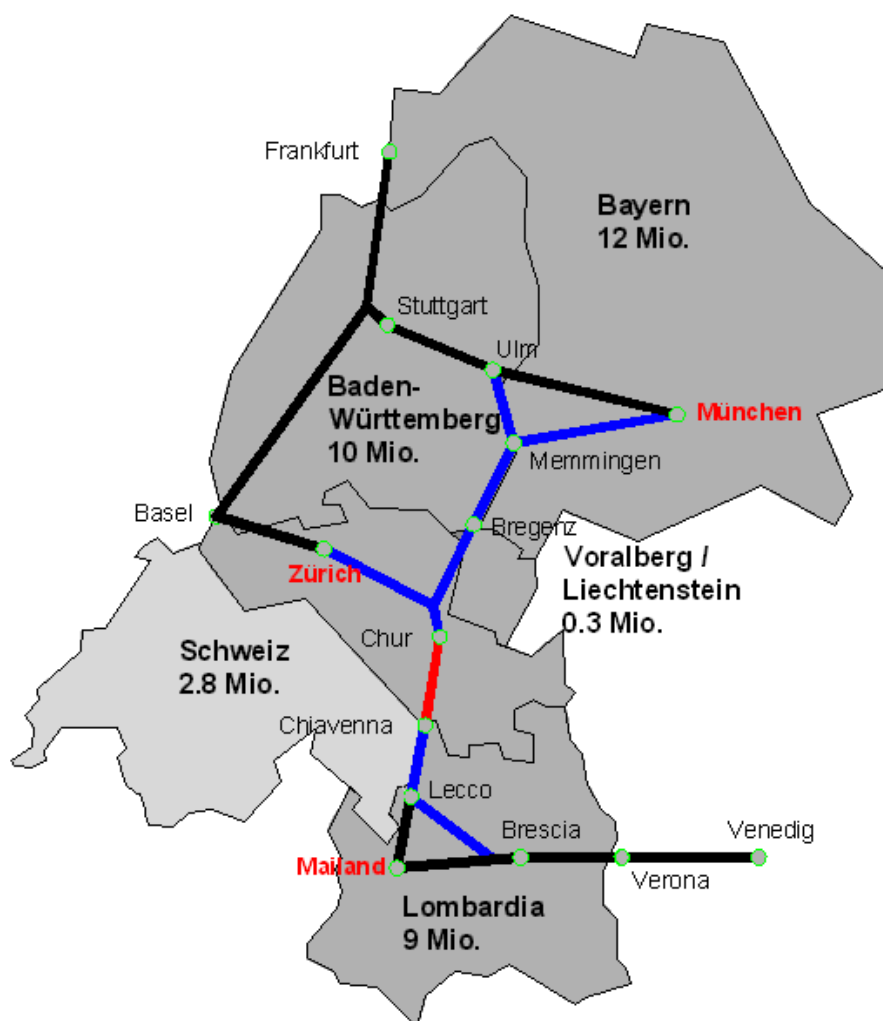 Frankfurt
Bayern
12 Mio.
Stuttgart
Ulm
Baden-
Württemberg
10 Mio.
München
Memmingen
Basel
Bregenz
Zürich
Voralberg /
Liechtenstein
0.3 Mio.
Chur
Schweiz
2.8 Mio.
Chiavenna
Lecco
Brescia
Venedig
Mailand
Verona
Lombardia
9 Mio.